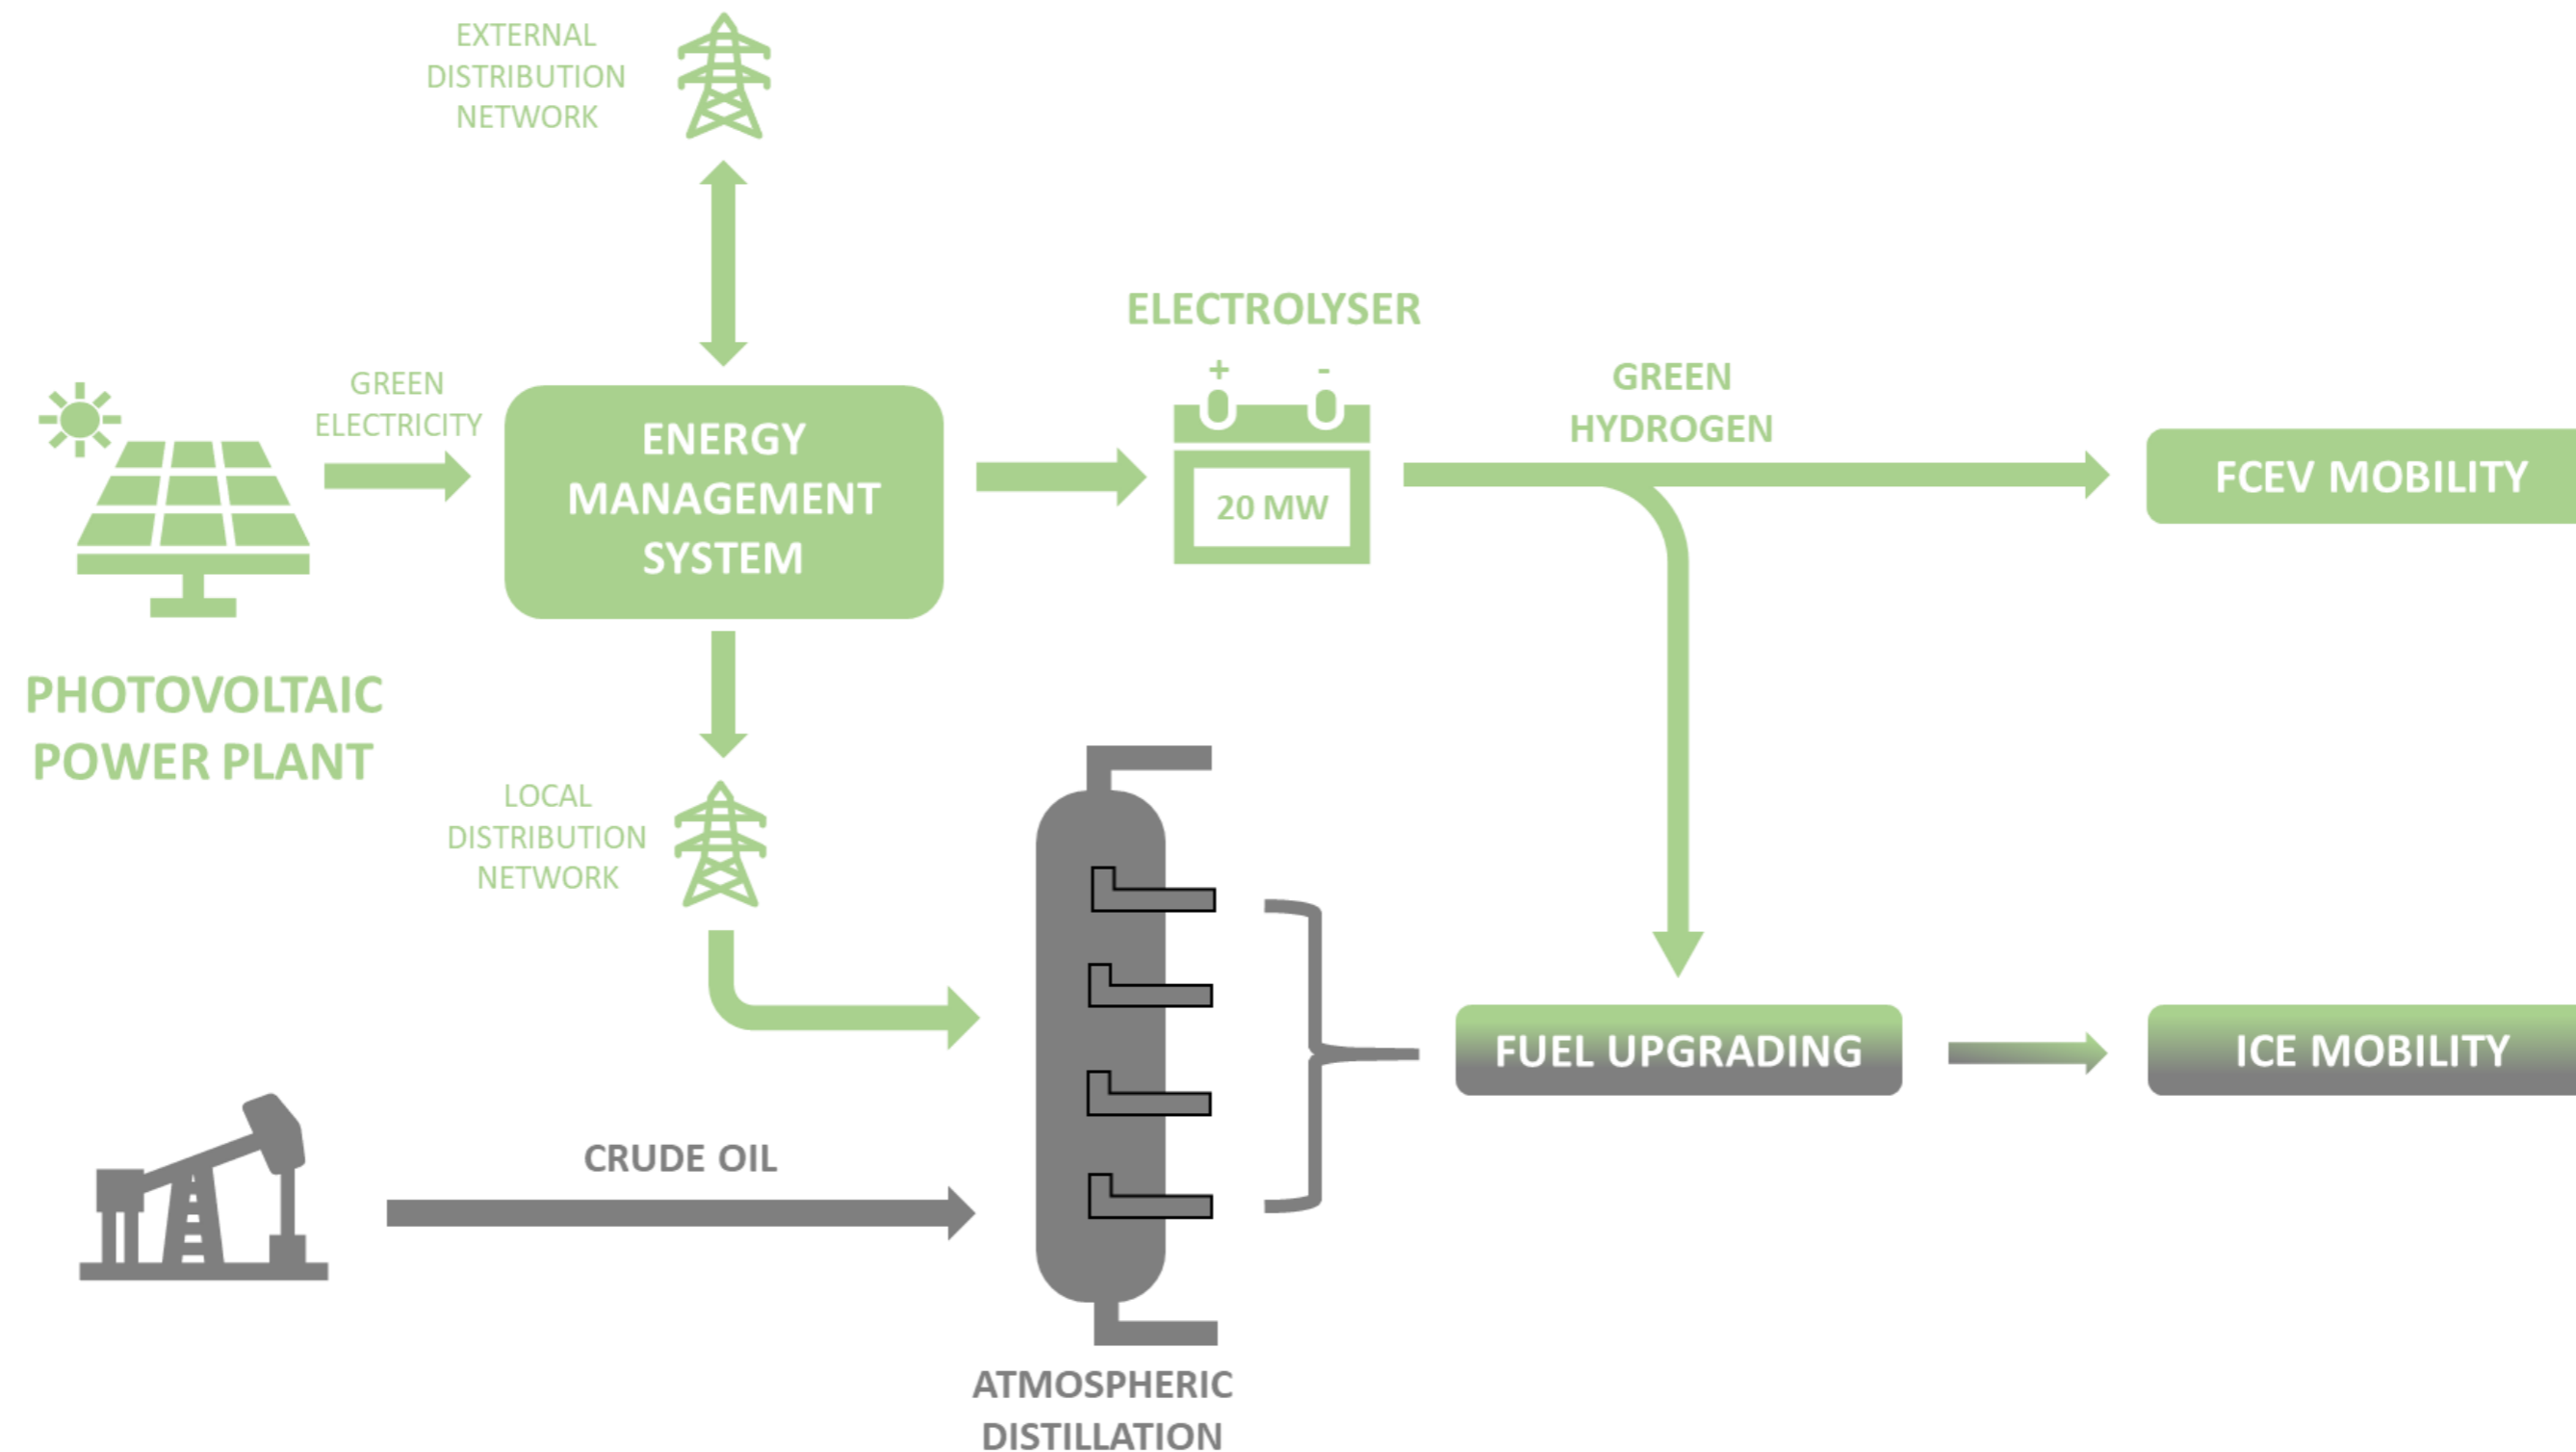 EXTERNAL
DISTRIBUTION
NETWORK
ELECTROLYSER
+ -
GREEN
ELECTRICITY
GREEN
HYDROGEN
ENERGY
MANAGEMENT
SYSTEM
20 MW
FCEV MOBILITY
PHOTOVOLTAIC
POWER PLANT
LOCAL
DISTRIBUTION
NETWORK
FUEL UPGRADING
ICE MOBILITY
CRUDE OIL
ATMOSPHERIC
DISTILLATION